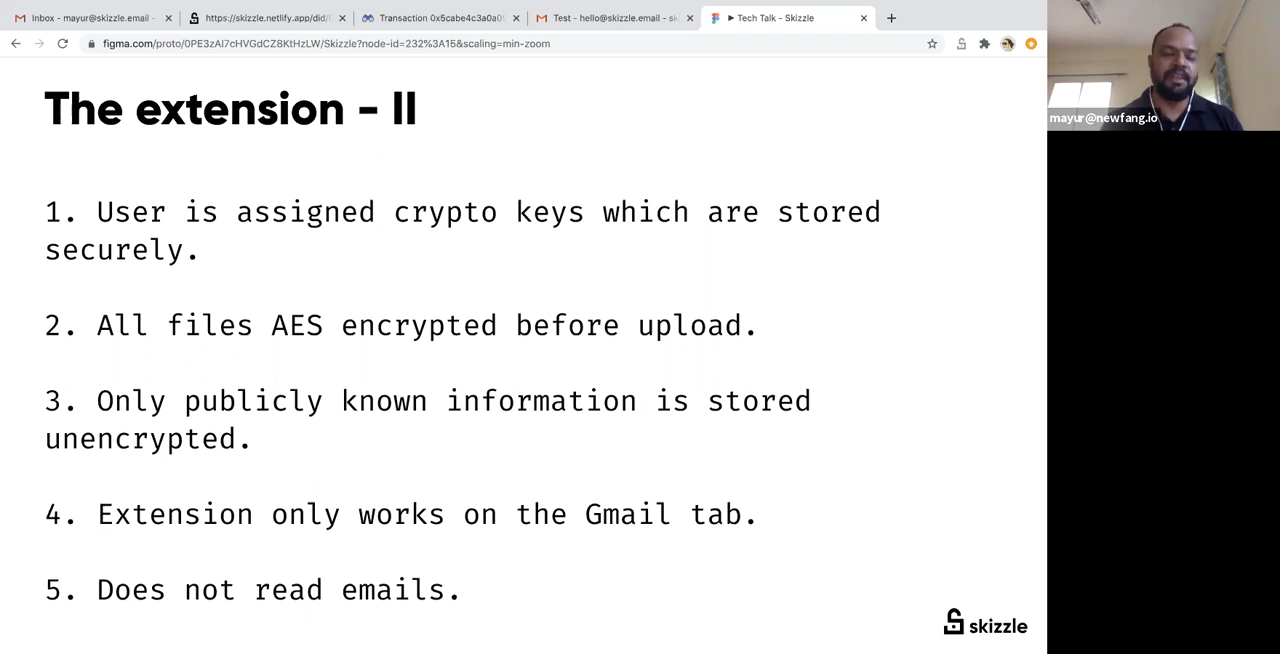 Inbox - mayur@skizzle.email -
https://skizzle.netlify.app/did/
Transaction 0x5cabe4c3a0a0
Test - hello@skizzle.email - sk
Tech Talk - Skizzle
figma.com/proto/0PE3zAI7cHVGdCZ8KtHzLW/Skizzle?node-id=232%3A15&scaling=min-zoom
mayur@newfang.io
The extension - II
1. User is assigned crypto keys which are stored
securely.
2. All files AES encrypted before upload.
3. Only publicly known information is stored
unencrypted.
4. Extension only works on the Gmail tab.
5. Does not read emails.
skizzle